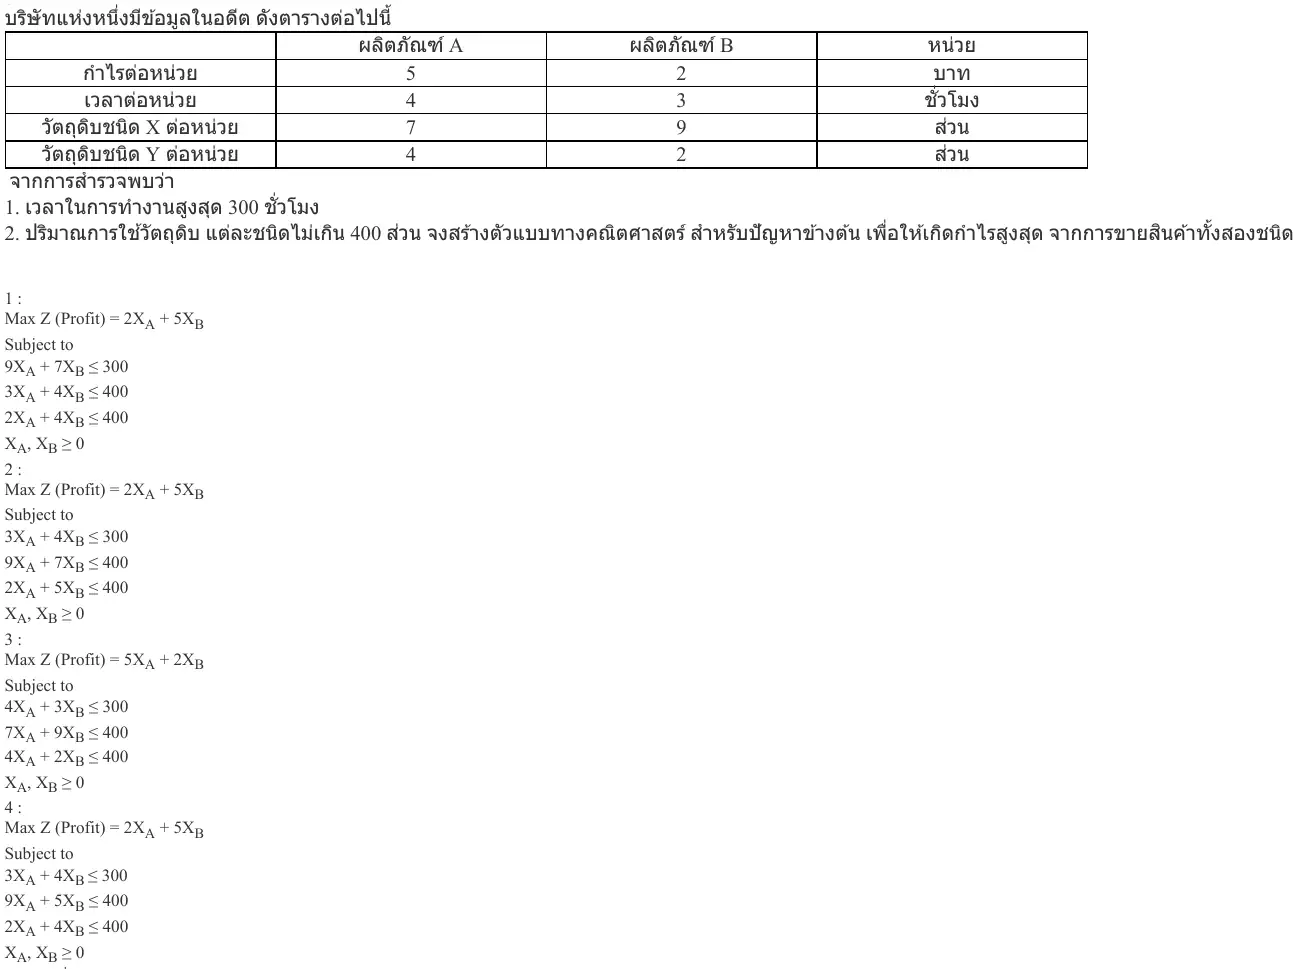 บริษัทแห่งหนึ่งมีข้อมูลในอดีต ดังตารางต่อไปนี้
ผลิตภัณฑ์ A ผลิตภัณฑ์ B หน่วย
กำไรต่อหน่วย 5 2 บาท
เวลาต่อหน่วย 4 3 ชั่วโมง
วัตถุดิบชนิด X ต่อหน่วย 7 9 ส่วน
วัตถุดิบชนิด Y ต่อหน่วย 4 2 ส่วน
จากการสำรวจพบว่า
1. เวลาในการทำงานสูงสุด 300 ชั่วโมง
2. ปริมาณการใช้วัตถุดิบ แต่ละชนิดไม่เกิน 400 ส่วน จงสร้างตัวแบบทางคณิตศาสตร์ สำหรับปัญหาข้างต้น เพื่อให้เกิดกำไรสูงสุด จากการขายสินค้าทั้งสองชนิด
1 :
Max Z (Profit) = 2XA + 5XB
Subject to
9XA + 7XB ≤ 300
3XA + 4XB ≤ 400
2XA + 4XB ≤ 400
XA, XB ≥ 0
2 :
Max Z (Profit) = 2XA + 5XB
Subject to
3XA + 4XB ≤ 300
9XA + 7XB ≤ 400
2XA + 5XB ≤ 400
XA, XB ≥ 0
3 :
Max Z (Profit) = 5XA + 2XB
Subject to
4XA + 3XB ≤ 300
7XA + 9XB ≤ 400
4XA + 2XB ≤ 400
XA, XB ≥ 0
4 :
Max Z (Profit) = 2XA + 5XB
Subject to
3XA + 4XB ≤ 300
9XA + 5XB ≤ 400
2XA + 4XB ≤ 400
XA, XB ≥ 0